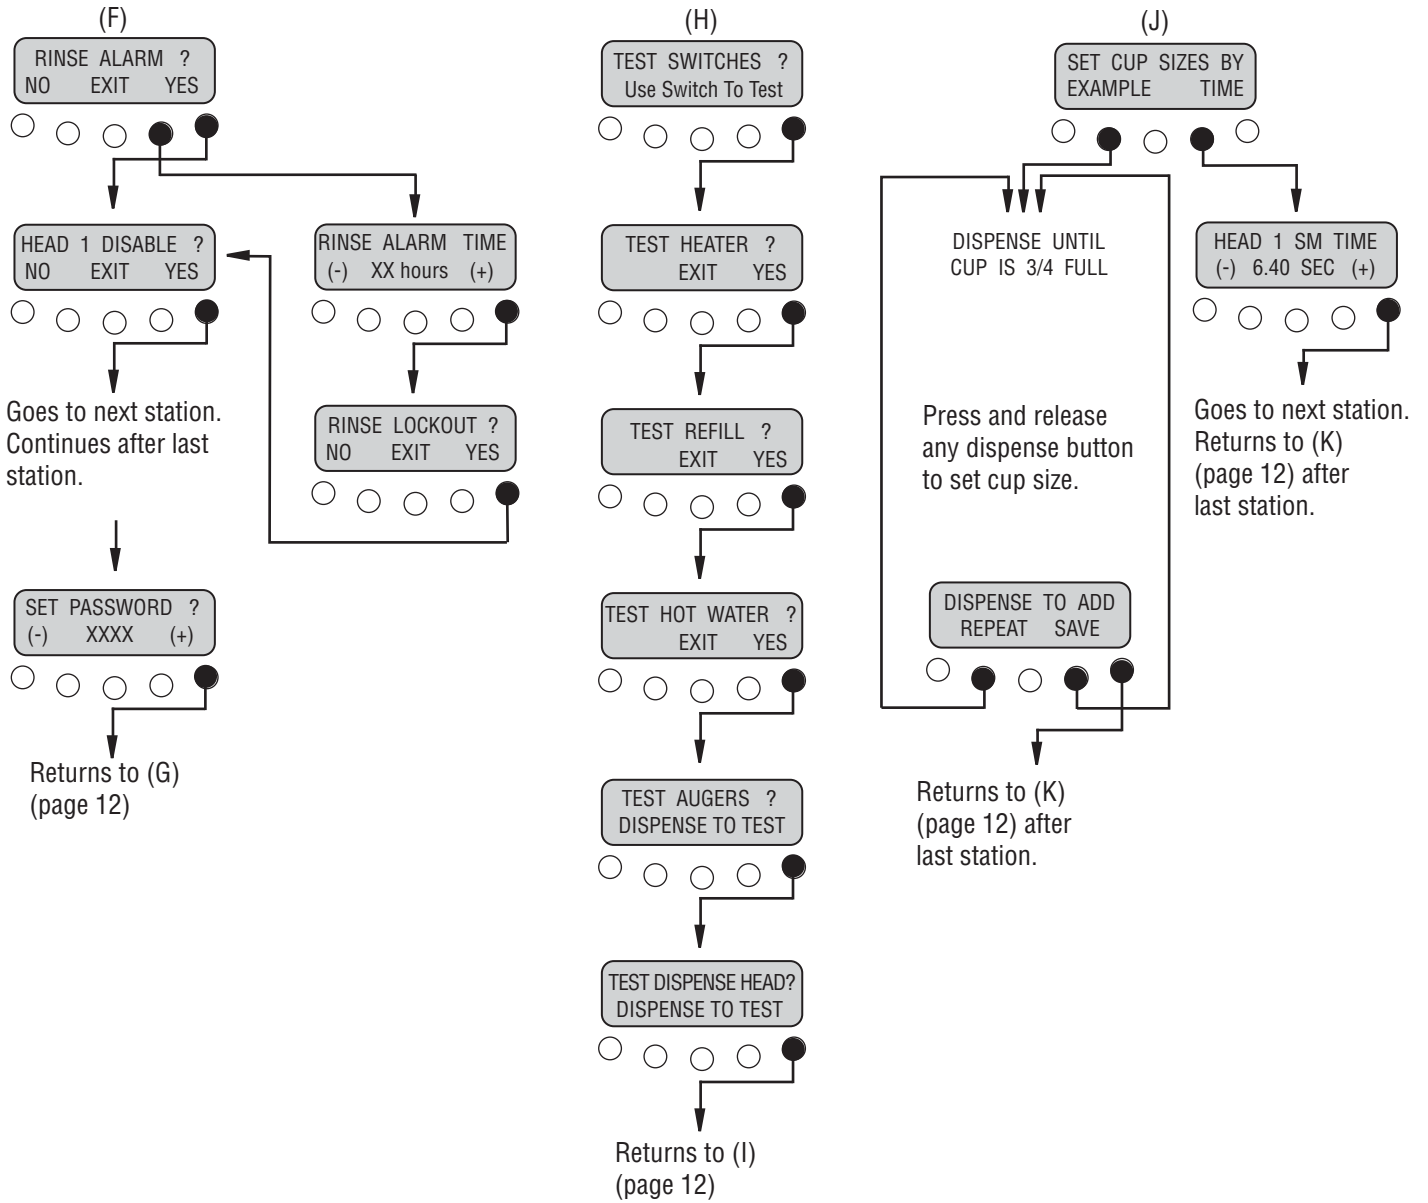 (F)
RINSE ALARM ?
NO EXIT YES
HEAD 1 DISABLE ?
NO EXIT YES
RINSE ALARM TIME
(-) XX hours (+)
Goes to next station.
Continues after last
station.
RINSE LOCKOUT ?
NO EXIT YES
SET PASSWORD ?
(-) XXXX (+)
Returns to (G)
(page 12)
(H)
TEST SWITCHES ?
Use Switch To Test
TEST HEATER ?
EXIT YES
TEST REFILL ?
EXIT YES
TEST HOT WATER ?
EXIT YES
TEST AUGERS ?
DISPENSE TO TEST
TEST DISPENSE HEAD?
DISPENSE TO TEST
Returns to (I)
(page 12)
(J)
SET CUP SIZES BY
EXAMPLE TIME
DISPENSE UNTIL
CUP IS 3/4 FULL
Press and release
any dispense button
to set cup size.
DISPENSE TO ADD
REPEAT SAVE
Returns to (K)
(page 12) after
last station.
HEAD 1 SM TIME
(-) 6.40 SEC (+)
Goes to next station.
Returns to (K)
(page 12) after
last station.